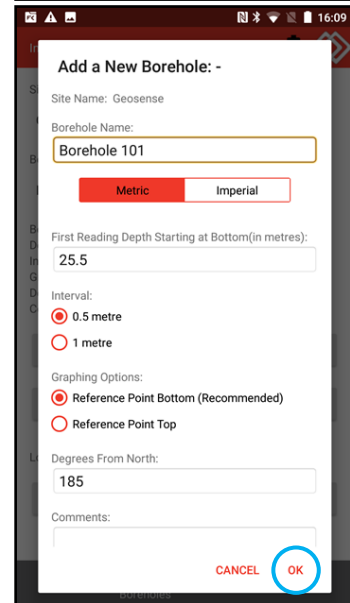 16:09
Add a New Borehole: -
Site Name: Geosense
Borehole Name:
Borehole 101
Metric Imperial
First Reading Depth Starting at Bottom(in metres):
25.5
Interval:
0.5 metre
1 metre
Graphing Options:
Reference Point Bottom (Recommended)
Reference Point Top
Degrees From North:
185
Comments:
CANCEL OK
Boreholes